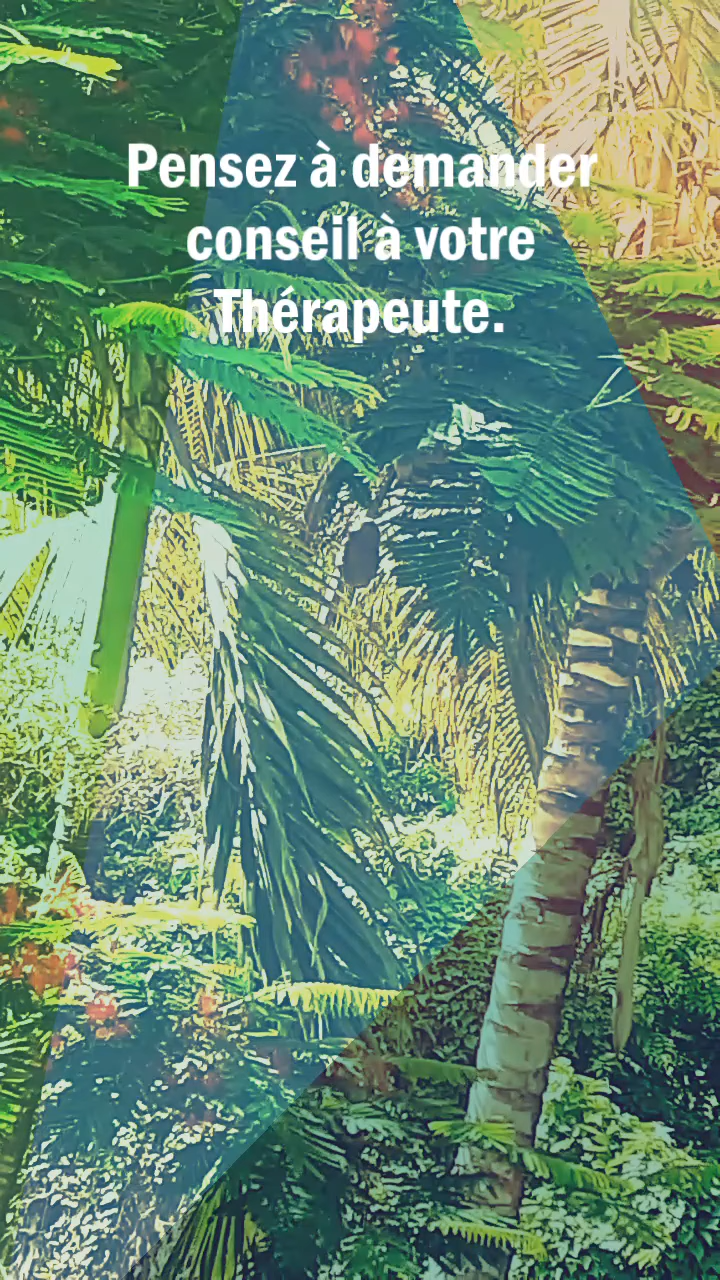 Pensez à demander
conseil à votre
Thérapeute.